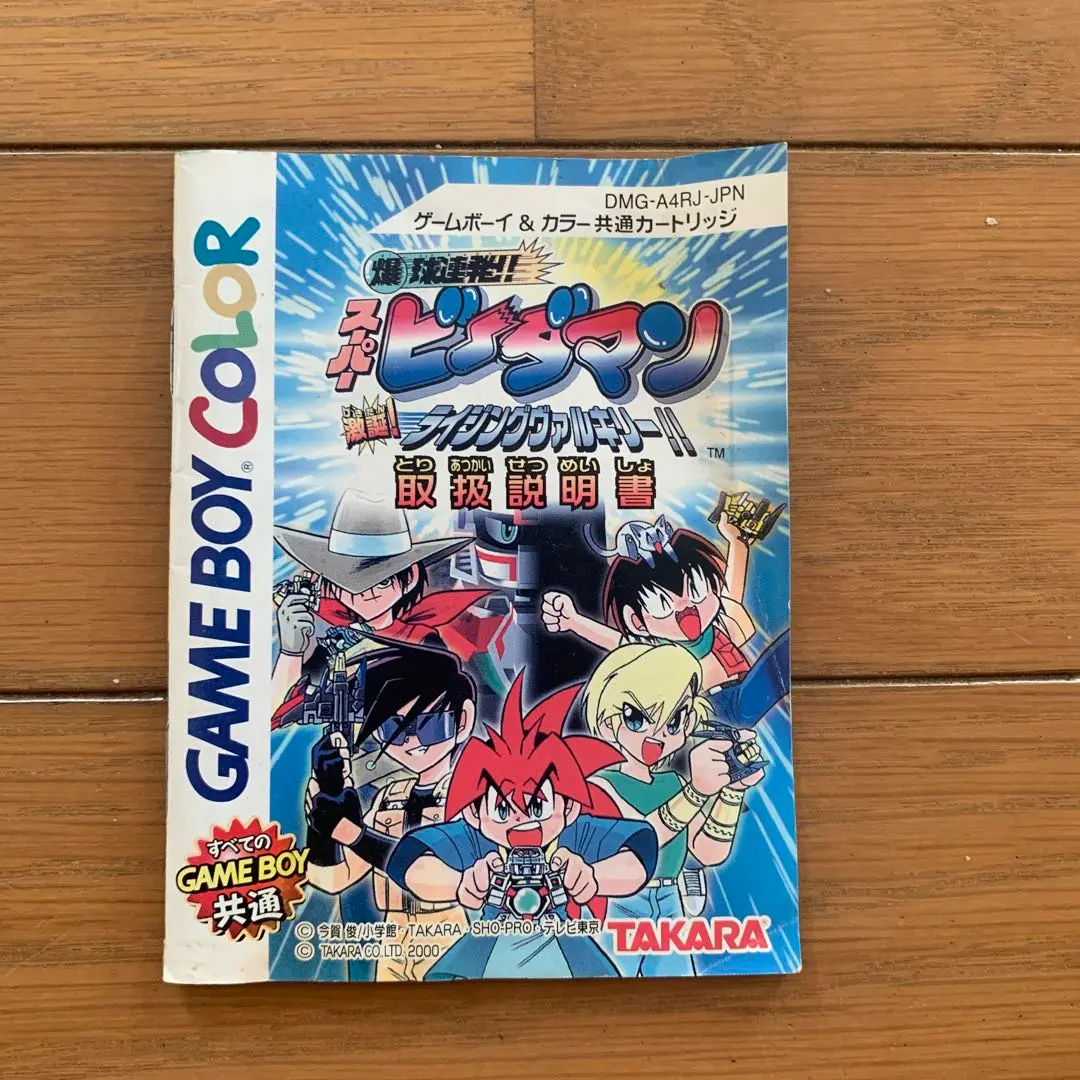 DMG-A4RJ-JPN
ゲームボーイ & カラー共通カートリッジ
爆球連発!!
スーパー
ビーダマン
げきたん
激誕!
ライジングヴァルキリー!!
TM
とり あつかい せつ めい しょ
取扱説明書
GAME BOY® COLOR
すべての
GAME BOY
共通
© 今賀 俊/小学館・TAKARA・SHO-PRO・テレビ東京
© TAKARA CO.,LTD. 2000
TAKARA®